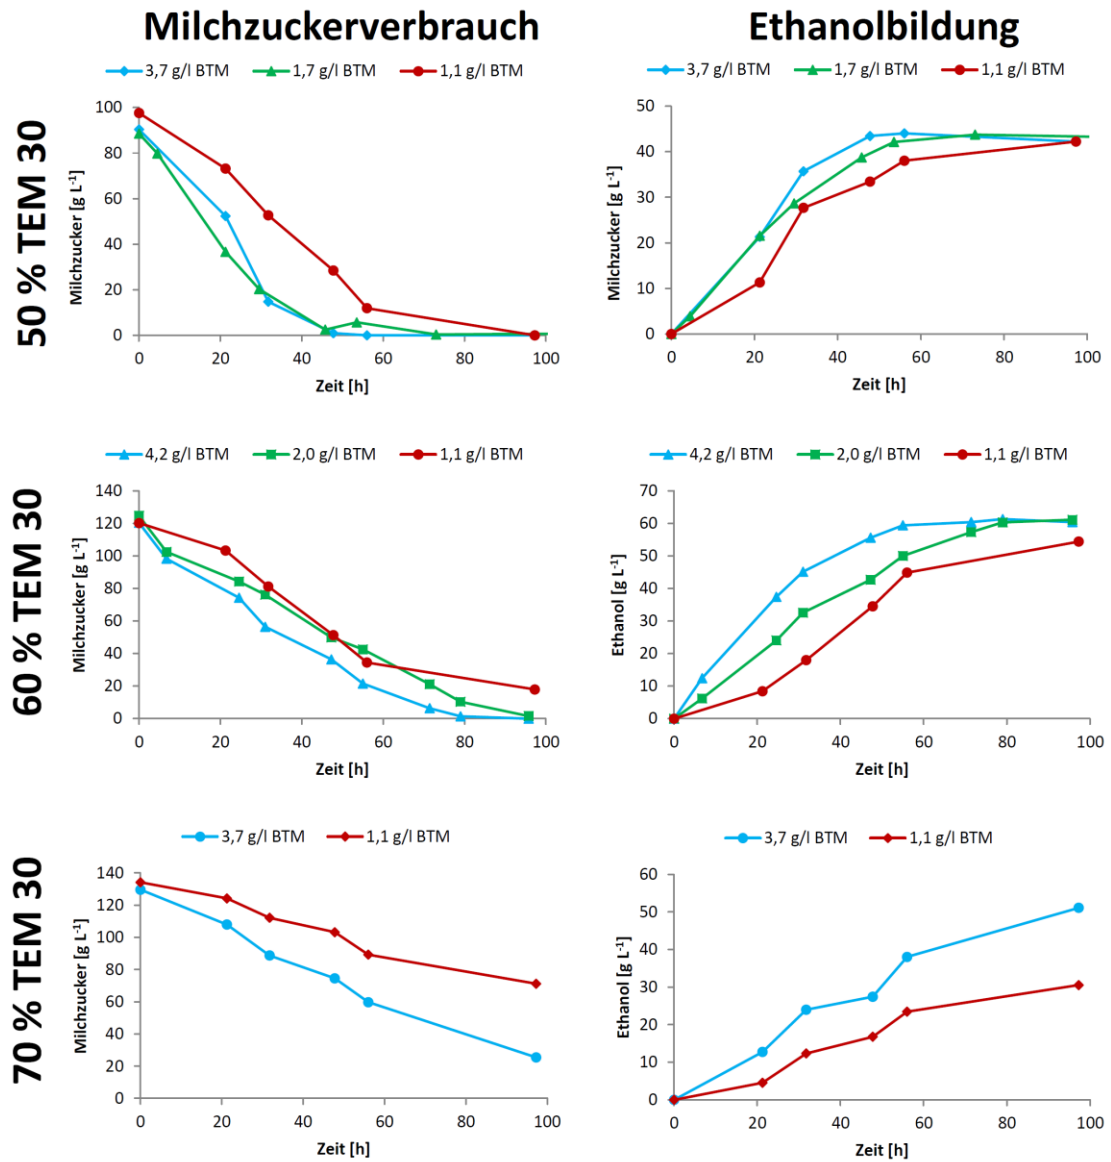 Milchzuckerverbrauch
Ethanolbildung
50 % TEM 30
3,7 g/l BTM 1,7 g/l BTM 1,1 g/l BTM
Milchzucker [g L⁻¹]
100
80
60
40
20
0
0 20 40 60 80 100
Zeit [h]
3,7 g/l BTM 1,7 g/l BTM 1,1 g/l BTM
Milchzucker [g L⁻¹]
50
40
30
20
10
0
0 20 40 60 80 100
Zeit [h]
60 % TEM 30
4,2 g/l BTM 2,0 g/l BTM 1,1 g/l BTM
Milchzucker [g L⁻¹]
140
120
100
80
60
40
20
0
0 20 40 60 80 100
Zeit [h]
4,2 g/l BTM 2,0 g/l BTM 1,1 g/l BTM
Ethanol [g L⁻¹]
70
60
50
40
30
20
10
0
0 20 40 60 80 100
Zeit [h]
70 % TEM 30
3,7 g/l BTM 1,1 g/l BTM
Milchzucker [g L⁻¹]
140
120
100
80
60
40
20
0
0 20 40 60 80 100
Zeit [h]
3,7 g/l BTM 1,1 g/l BTM
Ethanol [g L⁻¹]
60
50
40
30
20
10
0
0 20 40 60 80 100
Zeit [h]